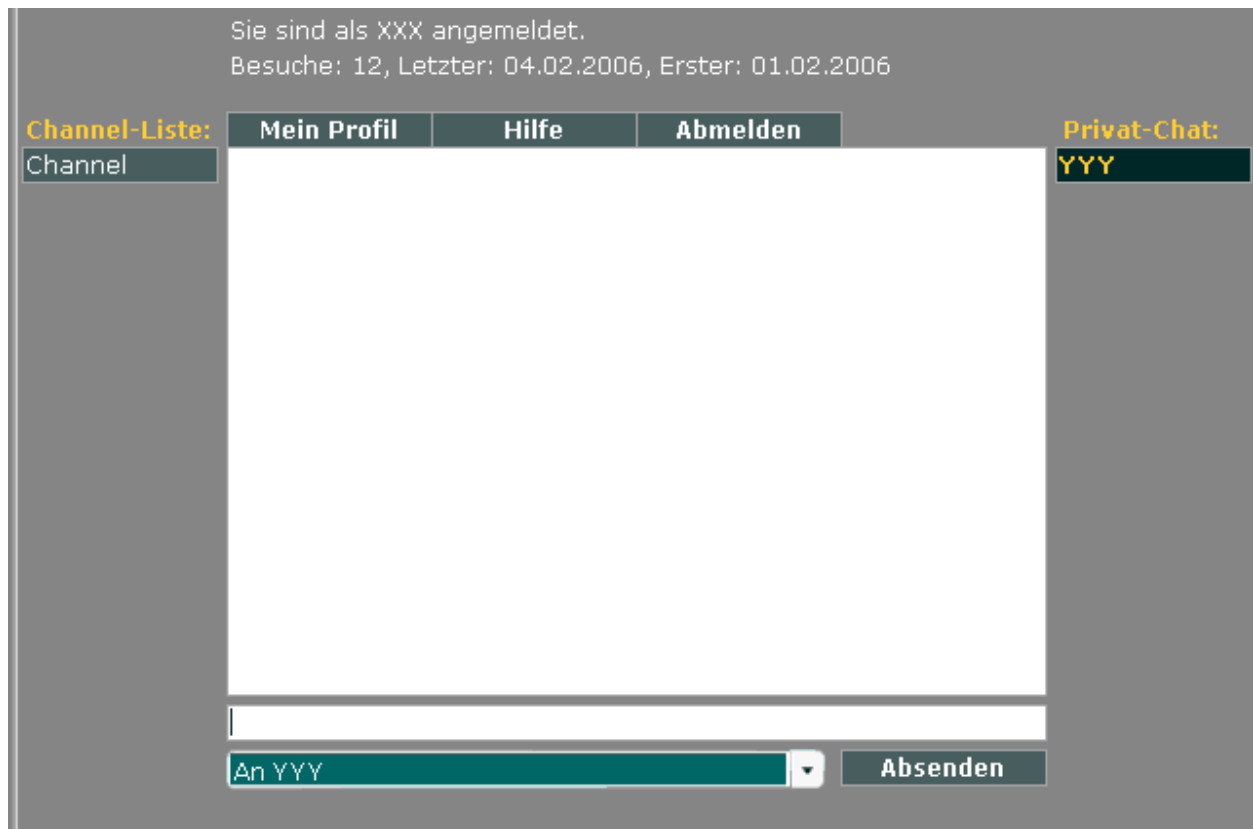 Sie sind als XXX angemeldet.
Besuche: 12, Letzter: 04.02.2006, Erster: 01.02.2006
Channel-Liste:
Mein Profil
Hilfe
Abmelden
Privat-Chat:
Channel
YYY
An YYY
Absenden